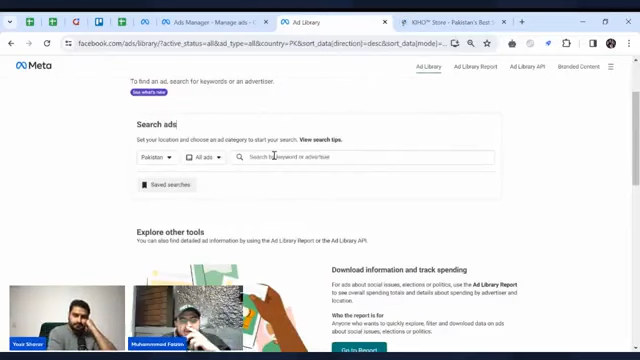 Ads Manager - Manage ads -
Ad Library
KIHO™ Store - Pakistan's Best S
facebook.com/ads/library/?active_status=all&ad_type=all&country=PK&sort_data[direction]=desc&sort_data[mode]=
Meta
Ad Library
Ad Library Report
Ad Library API
Branded Content
To find an ad, search for keywords or an advertiser.
See what's new
Search ads
Set your location and choose an ad category to start your search. View search tips.
Pakistan
All ads
Search by keyword or advertiser
Saved searches
Explore other tools
You can also find detailed ad information by using the Ad Library Report or the Ad Library API.
Download information and track spending
For ads about social issues, elections or politics, use the Ad Library Report
to see overall spending totals and details about spending by advertiser and
location.
Who the report is for
Anyone who wants to quickly explore, filter and download data on ads
about social issues, elections or politics.
Go to Report
Yasir Sharar
Muhammad Faizan